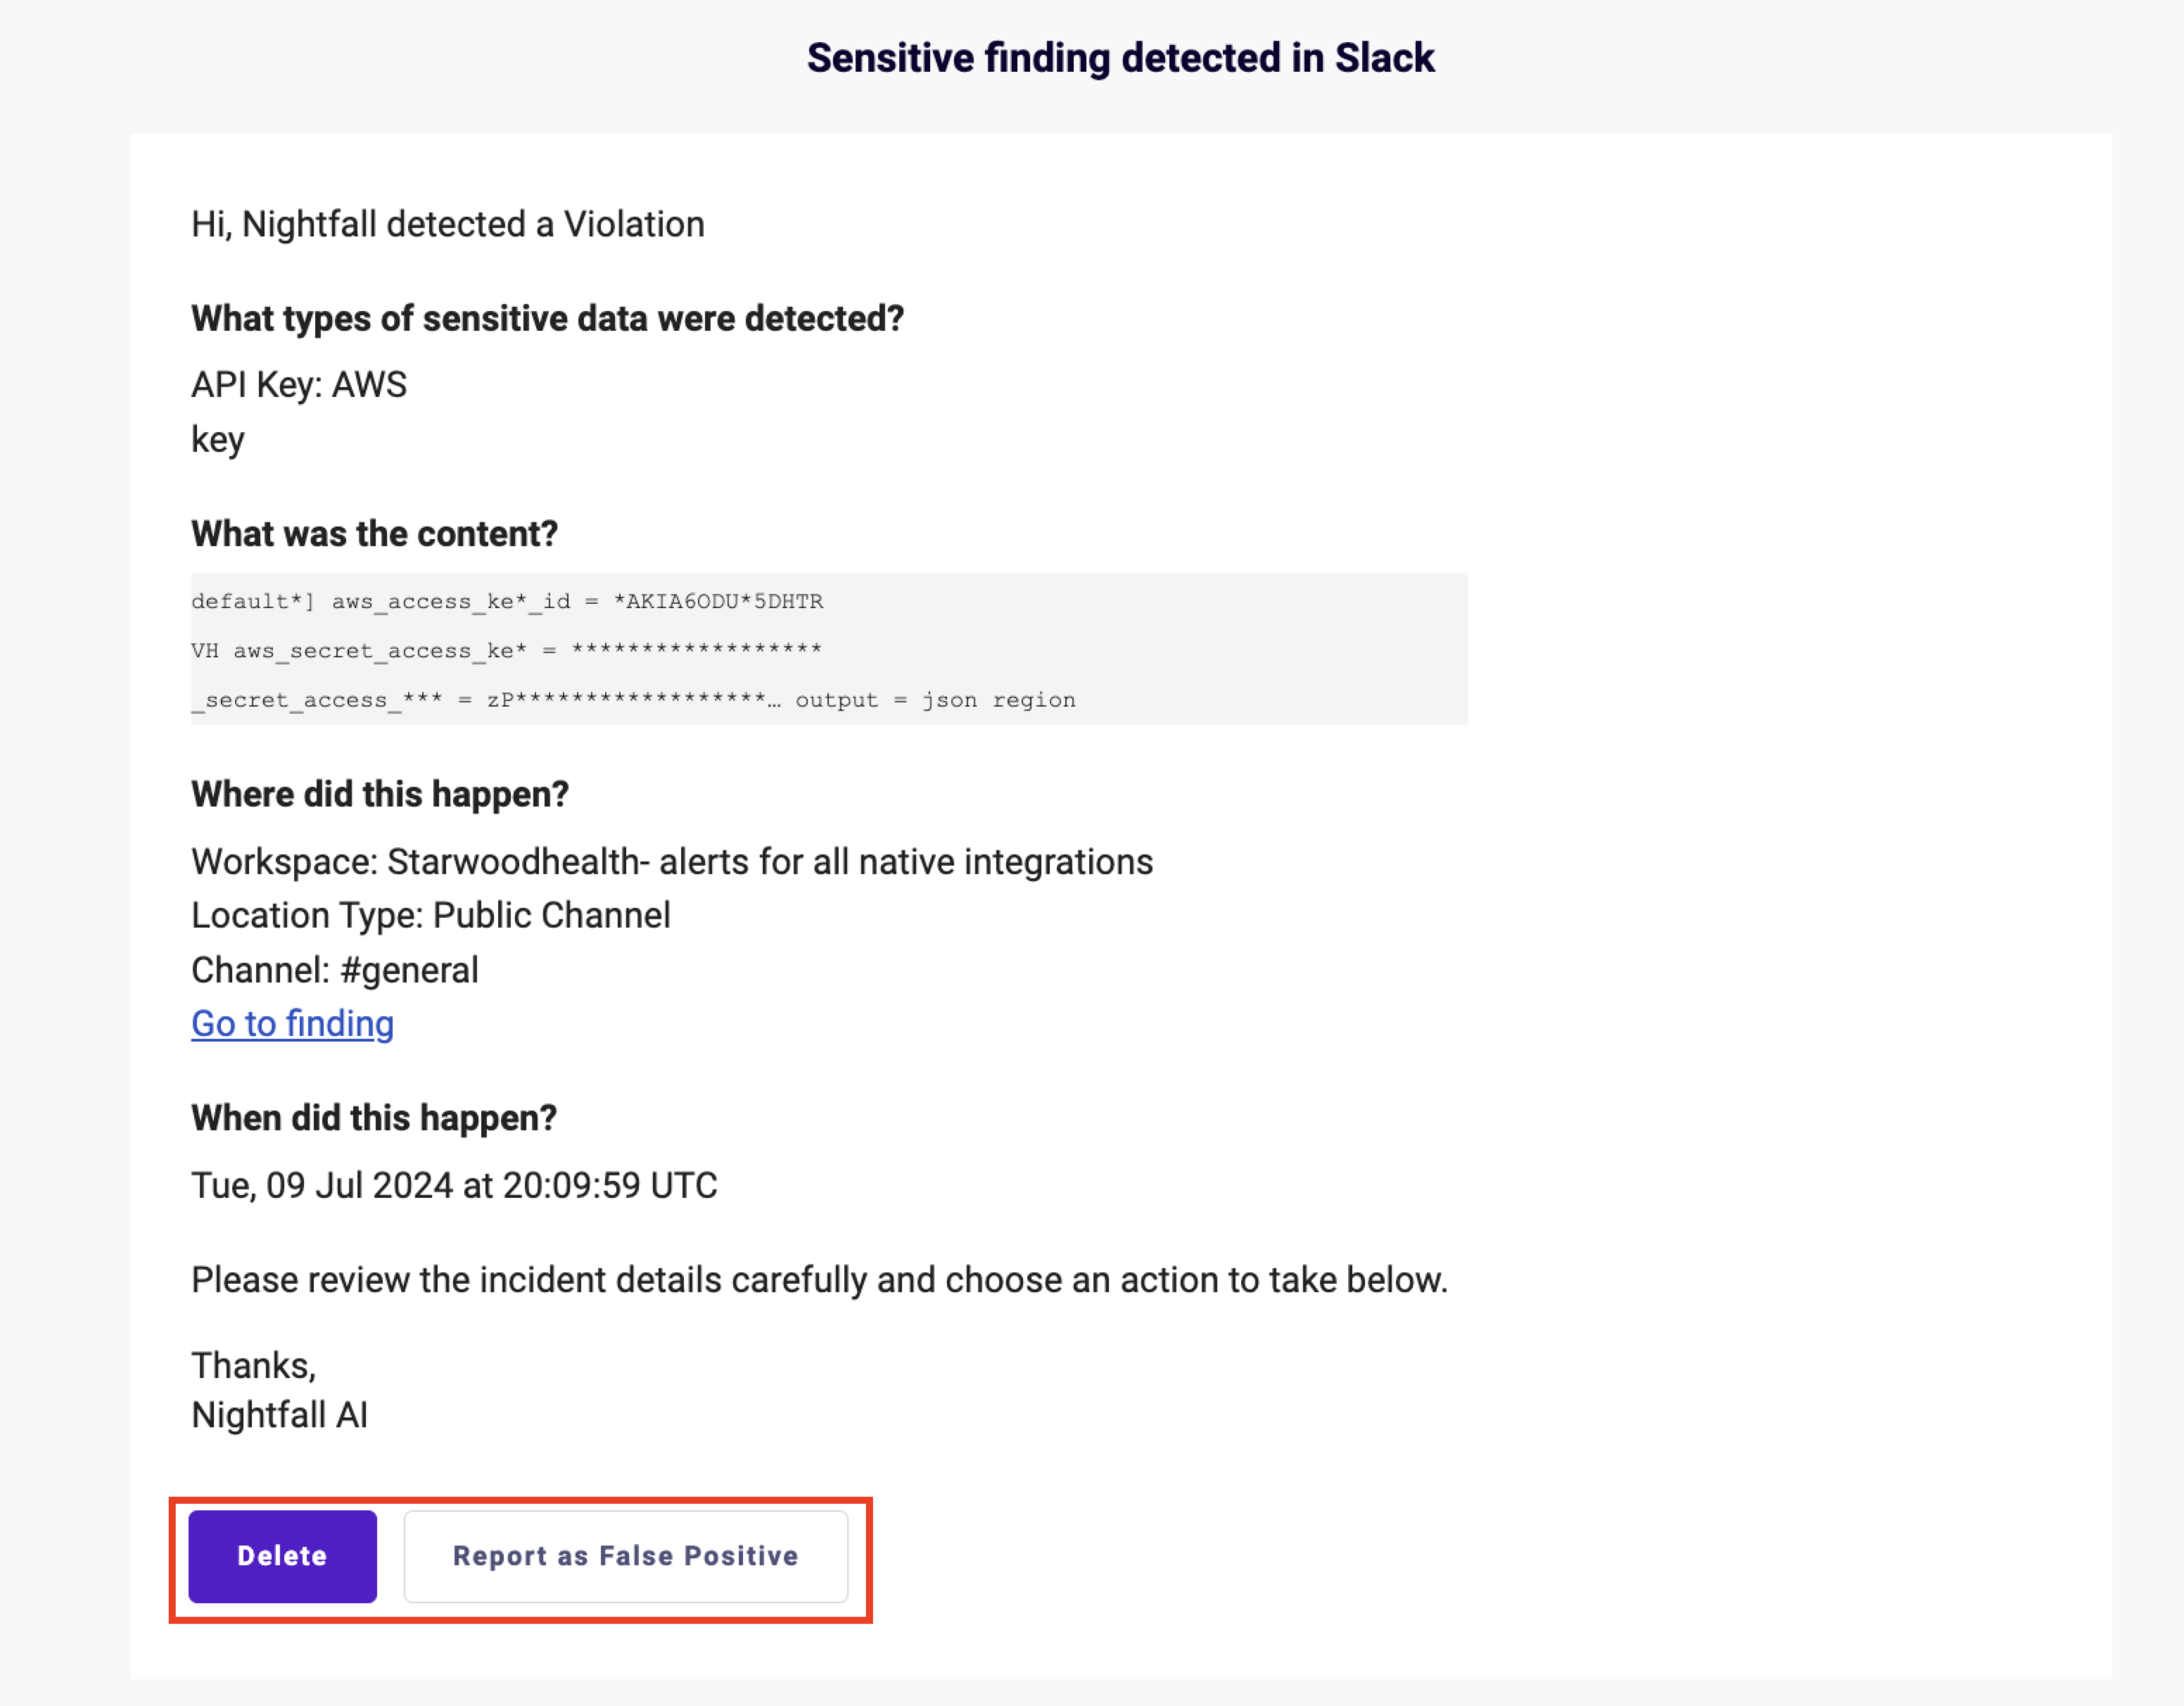 Sensitive finding detected in Slack
Hi, Nightfall detected a Violation
What types of sensitive data were detected?
API Key: AWS
key
What was the content?
default*] aws_access_ke*_id = *AKIA6ODU*5DHTR
VH aws_secret_access_ke* = ******************
_secret_access_*** = zP******************… output = json region
Where did this happen?
Workspace: Starwoodhealth- alerts for all native integrations
Location Type: Public Channel
Channel: #general
Go to finding
When did this happen?
Tue, 09 Jul 2024 at 20:09:59 UTC
Please review the incident details carefully and choose an action to take below.
Thanks,
Nightfall AI
Delete
Report as False Positive